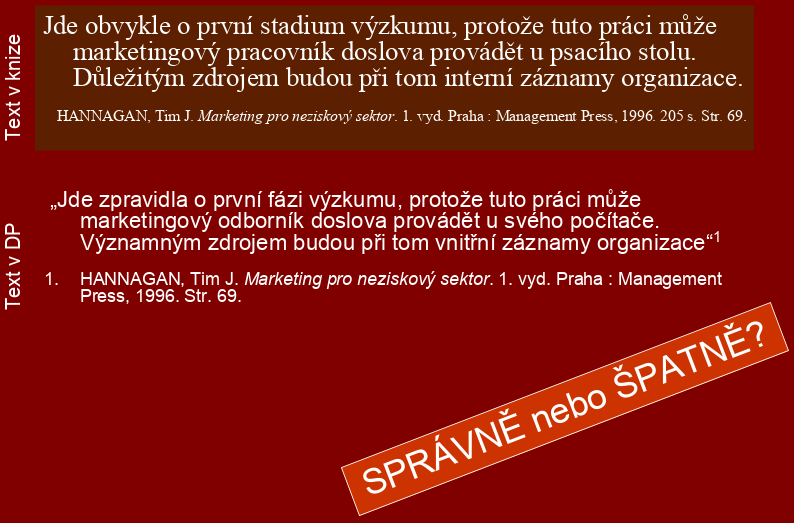 Text v knize
Jde obvykle o první stadium výzkumu, protože tuto práci může
marketingový pracovník doslova provádět u psacího stolu.
Důležitým zdrojem budou při tom interní záznamy organizace.
HANNAGAN, Tim J. Marketing pro neziskový sektor. 1. vyd. Praha : Management Press, 1996. 205 s. Str. 69.
Text v DP
„Jde zpravidla o první fázi výzkumu, protože tuto práci může
marketingový odborník doslova provádět u svého počítače.
Významným zdrojem budou při tom vnitřní záznamy organizace“1
1. HANNAGAN, Tim J. Marketing pro neziskový sektor. 1. vyd. Praha : Management
Press, 1996. Str. 69.
SPRÁVNĚ nebo ŠPATNĚ?